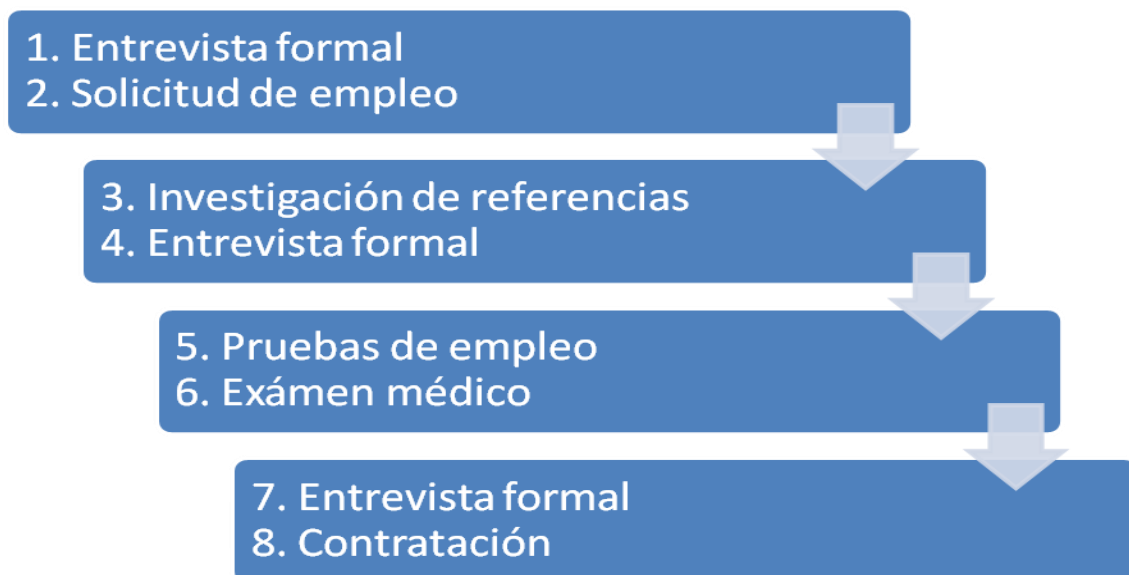 1. Entrevista formal
2. Solicitud de empleo
3. Investigación de referencias
4. Entrevista formal
5. Pruebas de empleo
6. Exámen médico
7. Entrevista formal
8. Contratación